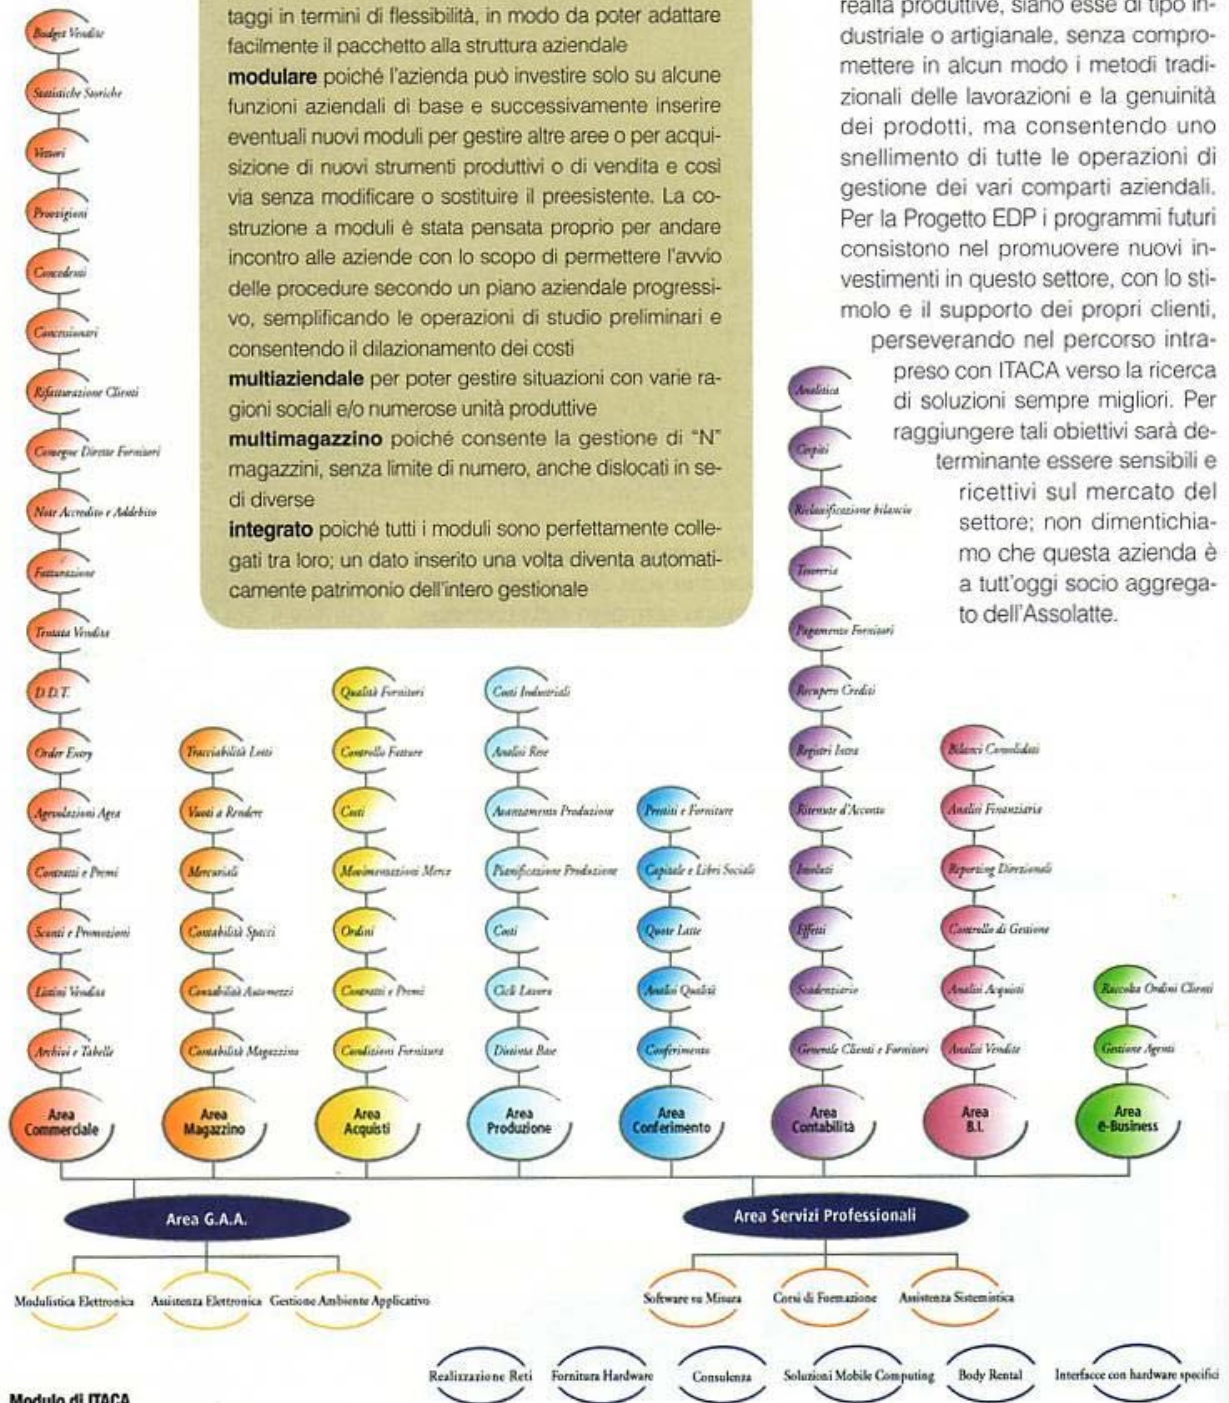 taggi in termini di flessibilità, in modo da poter adattare
facilmente il pacchetto alla struttura aziendale
modulare poiché l'azienda può investire solo su alcune
funzioni aziendali di base e successivamente inserire
eventuali nuovi moduli per gestire altre aree o per acqui-
sizione di nuovi strumenti produttivi o di vendita e così
via senza modificare o sostituire il preesistente. La co-
struzione a moduli è stata pensata proprio per andare
incontro alle aziende con lo scopo di permettere l'avvio
delle procedure secondo un piano aziendale progressi-
vo, semplificando le operazioni di studio preliminari e
consentendo il dilazionamento dei costi
multiaziendale per poter gestire situazioni con varie ra-
gioni sociali e/o numerose unità produttive
multimagazzino poiché consente la gestione di "N"
magazzini, senza limite di numero, anche dislocati in se-
di diverse
integrato poiché tutti i moduli sono perfettamente colle-
gati tra loro; un dato inserito una volta diventa automati-
camente patrimonio dell'intero gestionale
realtà produttive, siano esse di tipo in-
dustriale o artigianale, senza compro-
mettere in alcun modo i metodi tradi-
zionali delle lavorazioni e la genuinità
dei prodotti, ma consentendo uno
snellimento di tutte le operazioni di
gestione dei vari comparti aziendali.
Per la Progetto EDP i programmi futuri
consistono nel promuovere nuovi in-
vestimenti in questo settore, con lo sti-
molo e il supporto dei propri clienti,
perseverando nel percorso intra-
preso con ITACA verso la ricerca
di soluzioni sempre migliori. Per
raggiungere tali obiettivi sarà de-
terminante essere sensibili e
ricettivi sul mercato del
settore; non dimentichia-
mo che questa azienda è
a tutt'oggi socio aggrega-
to dell'Assolatte.
Budget Vendite
Statistiche Storiche
Vettori
Provvigioni
Concedenti
Concessionari
Rifatturazione Clienti
Consegne Dirette Fornitori
Note Accredito e Addebito
Fatturazione
Tentata Vendita
D.D.T.
Order Entry
Agevolazioni Agea
Contratti e Premi
Sconti e Promozioni
Listini Vendita
Archivi e Tabelle
Area
Commerciale
Tracciabilità Lotti
Vuoti a Rendere
Mercuriali
Contabilità Spacci
Contabilità Automezzi
Contabilità Magazzino
Area
Magazzino
Qualità Fornitori
Controllo Fatture
Costi
Movimentazioni Merce
Ordini
Contratti e Premi
Condizioni Fornitura
Area
Acquisti
Costi Industriali
Analisi Rese
Avanzamento Produzione
Pianificazione Produzione
Costi
Cicli Lavoro
Distinta Base
Area
Produzione
Prestiti e Forniture
Capitale e Libri Sociali
Quote Latte
Analisi Qualità
Conferimento
Area
Conferimento
Analitica
Cespiti
Riclassificazione bilancio
Tesoreria
Pagamento Fornitori
Recupero Crediti
Registri Intra
Ritenute d'Acconto
Insoluti
Effetti
Scadenziario
Generale Clienti e Fornitori
Area
Contabilità
Bilanci Consolidati
Analisi Finanziaria
Reporting Direzionali
Controllo di Gestione
Analisi Acquisti
Analisi Vendite
Area
B.I.
Raccolta Ordini Clienti
Gestione Agenti
Area
e-Business
Area G.A.A.
Area Servizi Professionali
Modulistica Elettronica
Assistenza Elettronica
Gestione Ambiente Applicativo
Software su Misura
Corsi di Formazione
Assistenza Sistemistica
Realizzazione Reti
Fornitura Hardware
Consulenza
Soluzioni Mobile Computing
Body Rental
Interfacce con hardware specifici
Modulo di ITACA